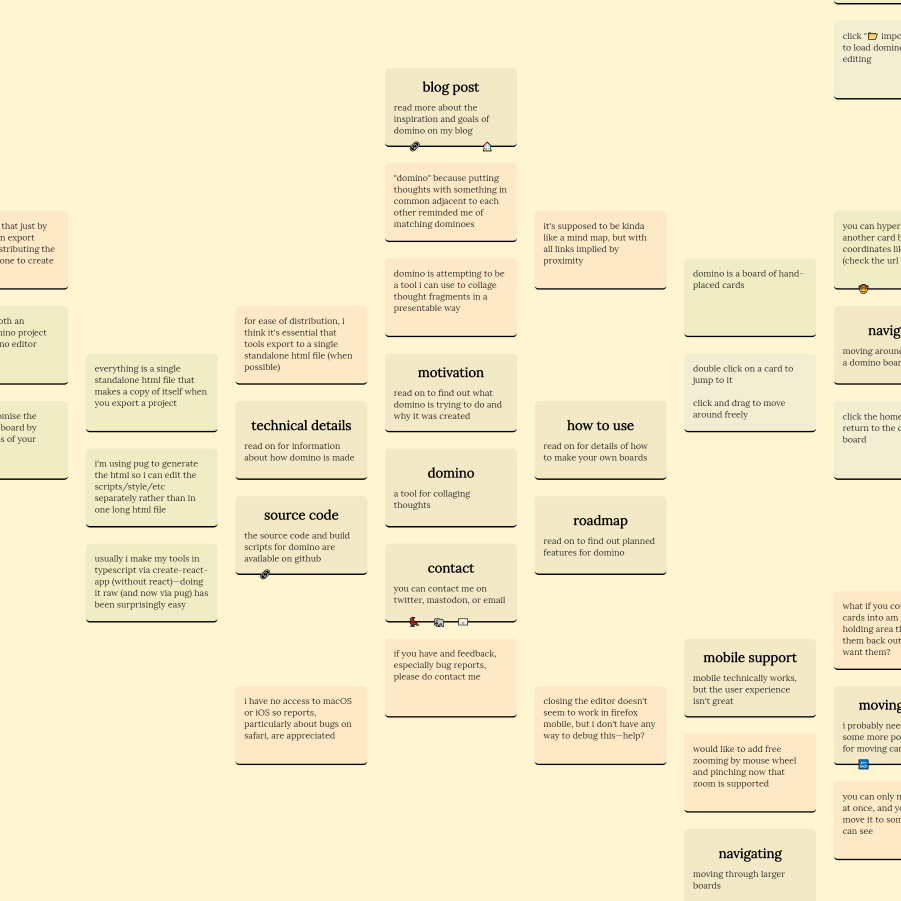 that just by
n export
stributing the
one to create
oth an
nino project
no editor
omise the
board by
s of your
everything is a single
standalone html file that
makes a copy of itself when
you export a project
i'm using pug to generate
the html so i can edit the
scripts/style/etc
separately rather than in
one long html file
usually i make my tools in
typescript via create-react-
app (without react)—doing
it raw (and now via pug) has
been surprisingly easy
for ease of distribution, i
think it's essential that
tools export to a single
standalone html file (when
possible)
technical details
read on for information
about how domino is made
source code
the source code and build
scripts for domino are
available on github
i have no access to macOS
or iOS so reports,
particularly about bugs on
safari, are appreciated
blog post
read more about the
inspiration and goals of
domino on my blog
"domino" because putting
thoughts with something in
common adjacent to each
other reminded me of
matching dominoes
domino is attempting to be
a tool i can use to collage
thought fragments in a
presentable way
motivation
read on to find out what
domino is trying to do and
why it was created
domino
a tool for collaging
thoughts
contact
you can contact me on
twitter, mastodon, or email
if you have and feedback,
especially bug reports,
please do contact me
it's supposed to be kinda
like a mind map, but with
all links implied by
proximity
how to use
read on for details of how
to make your own boards
roadmap
read on to find out planned
features for domino
closing the editor doesn't
seem to work in firefox
mobile, but i don't have any
way to debug this—help?
domino is a board of hand-
placed cards
double click on a card to
jump to it
click and drag to move
around freely
mobile support
mobile technically works,
but the user experience
isn't great
would like to add free
zooming by mouse wheel
and pinching now that
zoom is supported
navigating
moving through larger
boards
click "📂 impo
to load domino
editing
you can hyper
another card b
coordinates lik
(check the url
navig
moving around
a domino boar
click the home
return to the c
board
what if you cou
cards into am
holding area th
them back out
want them?
moving
i probably nee
some more po
for moving car
you can only m
at once, and yo
move it to som
can see